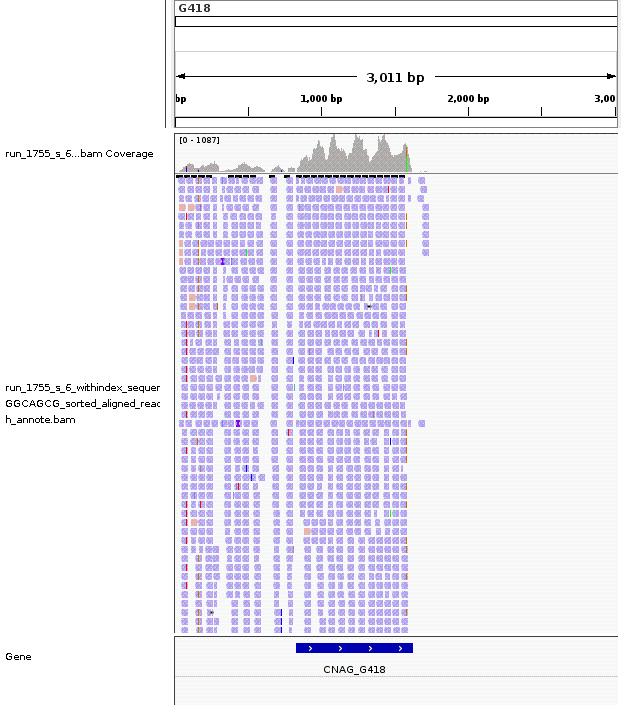 G418
3,011 bp
bp 1,000 bp 2,000 bp 3,00
[0 - 1087]
run_1755_s_6...bam Coverage
run_1755_s_6_withindex_sequer
GGCAGCG_sorted_aligned_reac
h_annote.bam
Gene
CNAG_G418